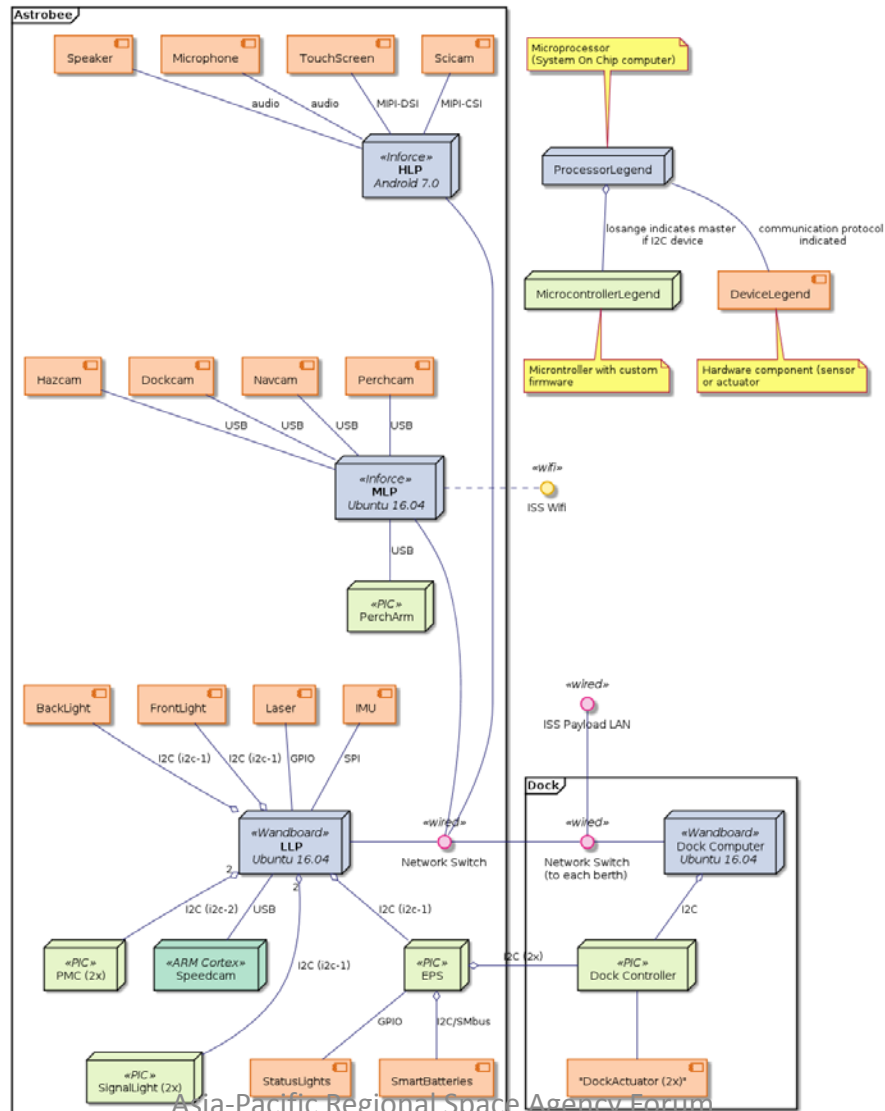 Astrobee
Speaker
Microphone
TouchScreen
Scicam
audio
audio
MIPI-DSI
MIPI-CSI
«Inforce»
HLP
Android 7.0
Microprocessor
(System On Chip computer)
ProcessorLegend
losange indicates master
if I2C device
communication protocol
indicated
MicrocontrollerLegend
DeviceLegend
Microntroller with custom
firmware
Hardware component (sensor
or actuator
Hazcam
Dockcam
Navcam
Perchcam
USB
USB
USB
USB
«Inforce»
MLP
Ubuntu 16.04
«wifi»
ISS Wifi
USB
«PIC»
PerchArm
BackLight
FrontLight
Laser
IMU
I2C (i2c-1)
I2C (i2c-1)
GPIO
SPI
«wired»
ISS Payload LAN
Dock
«Wandboard»
LLP
Ubuntu 16.04
«wired»
Network Switch
«wired»
Network Switch
(to each berth)
«Wandboard»
Dock Computer
Ubuntu 16.04
2
2
I2C (i2c-2)
USB
I2C (i2c-1)
I2C (i2c-1)
I2C
«PIC»
PMC (2x)
«ARM Cortex»
Speedcam
«PIC»
EPS
I2C (2x)
«PIC»
Dock Controller
GPIO
I2C/SMbus
«PIC»
SignalLight (2x)
StatusLights
SmartBatteries
"DockActuator (2x)"
Asia-Pacific Regional Space Agency Forum